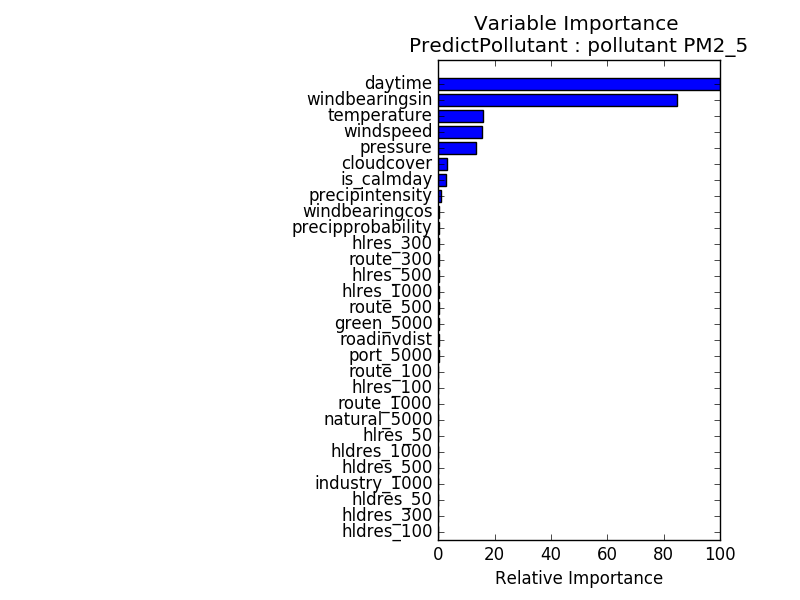 Variable Importance
PredictPollutant : pollutant PM2_5
daytime
windbearingsin
temperature
windspeed
pressure
cloudcover
is_calmday
precipintensity
windbearingcos
precipprobability
hlres_300
route_300
hlres_500
hlres_1000
route_500
green_5000
roadinvdist
port_5000
route_100
hlres_100
route_1000
natural_5000
hlres_50
hldres_1000
hldres_500
industry_1000
hldres_50
hldres_300
hldres_100
0 20 40 60 80 100
Relative Importance